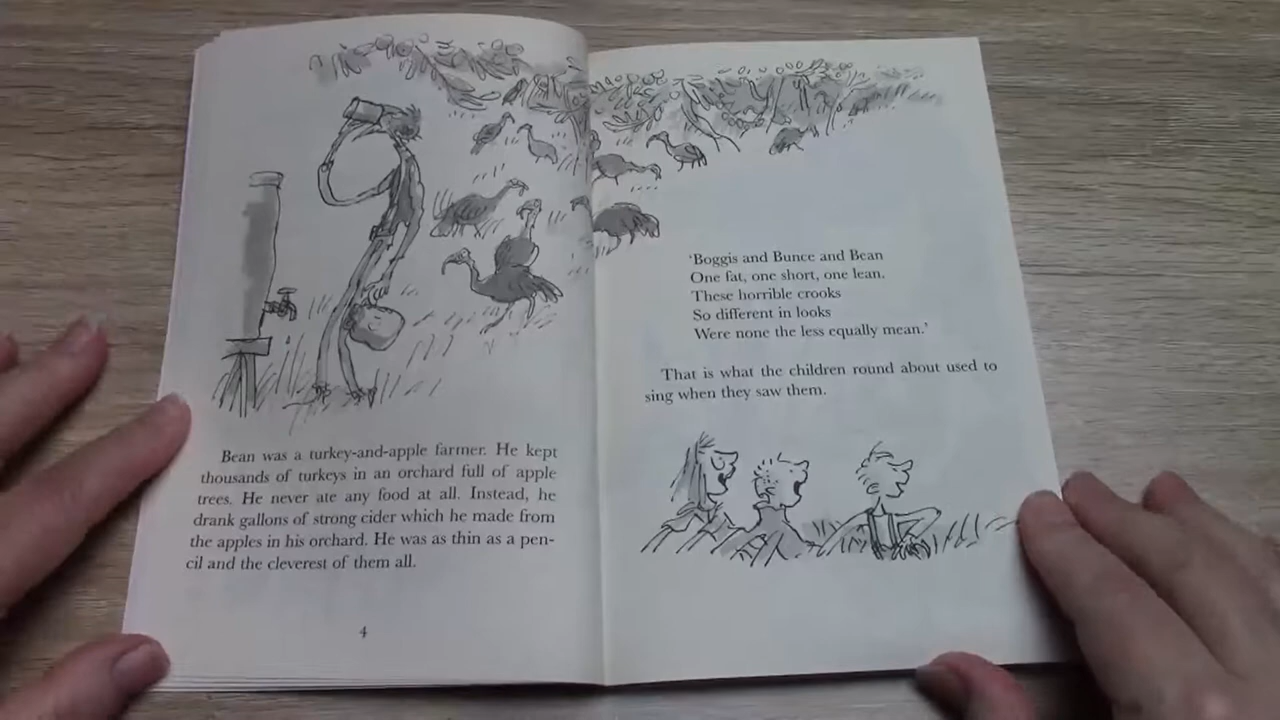 Bean was a turkey-and-apple farmer. He kept
thousands of turkeys in an orchard full of apple
trees. He never ate any food at all. Instead, he
drank gallons of strong cider which he made from
the apples in his orchard. He was as thin as a pen-
cil and the cleverest of them all.
4
‘Boggis and Bunce and Bean
One fat, one short, one lean.
These horrible crooks
So different in looks
Were none the less equally mean.’
That is what the children round about used to
sing when they saw them.